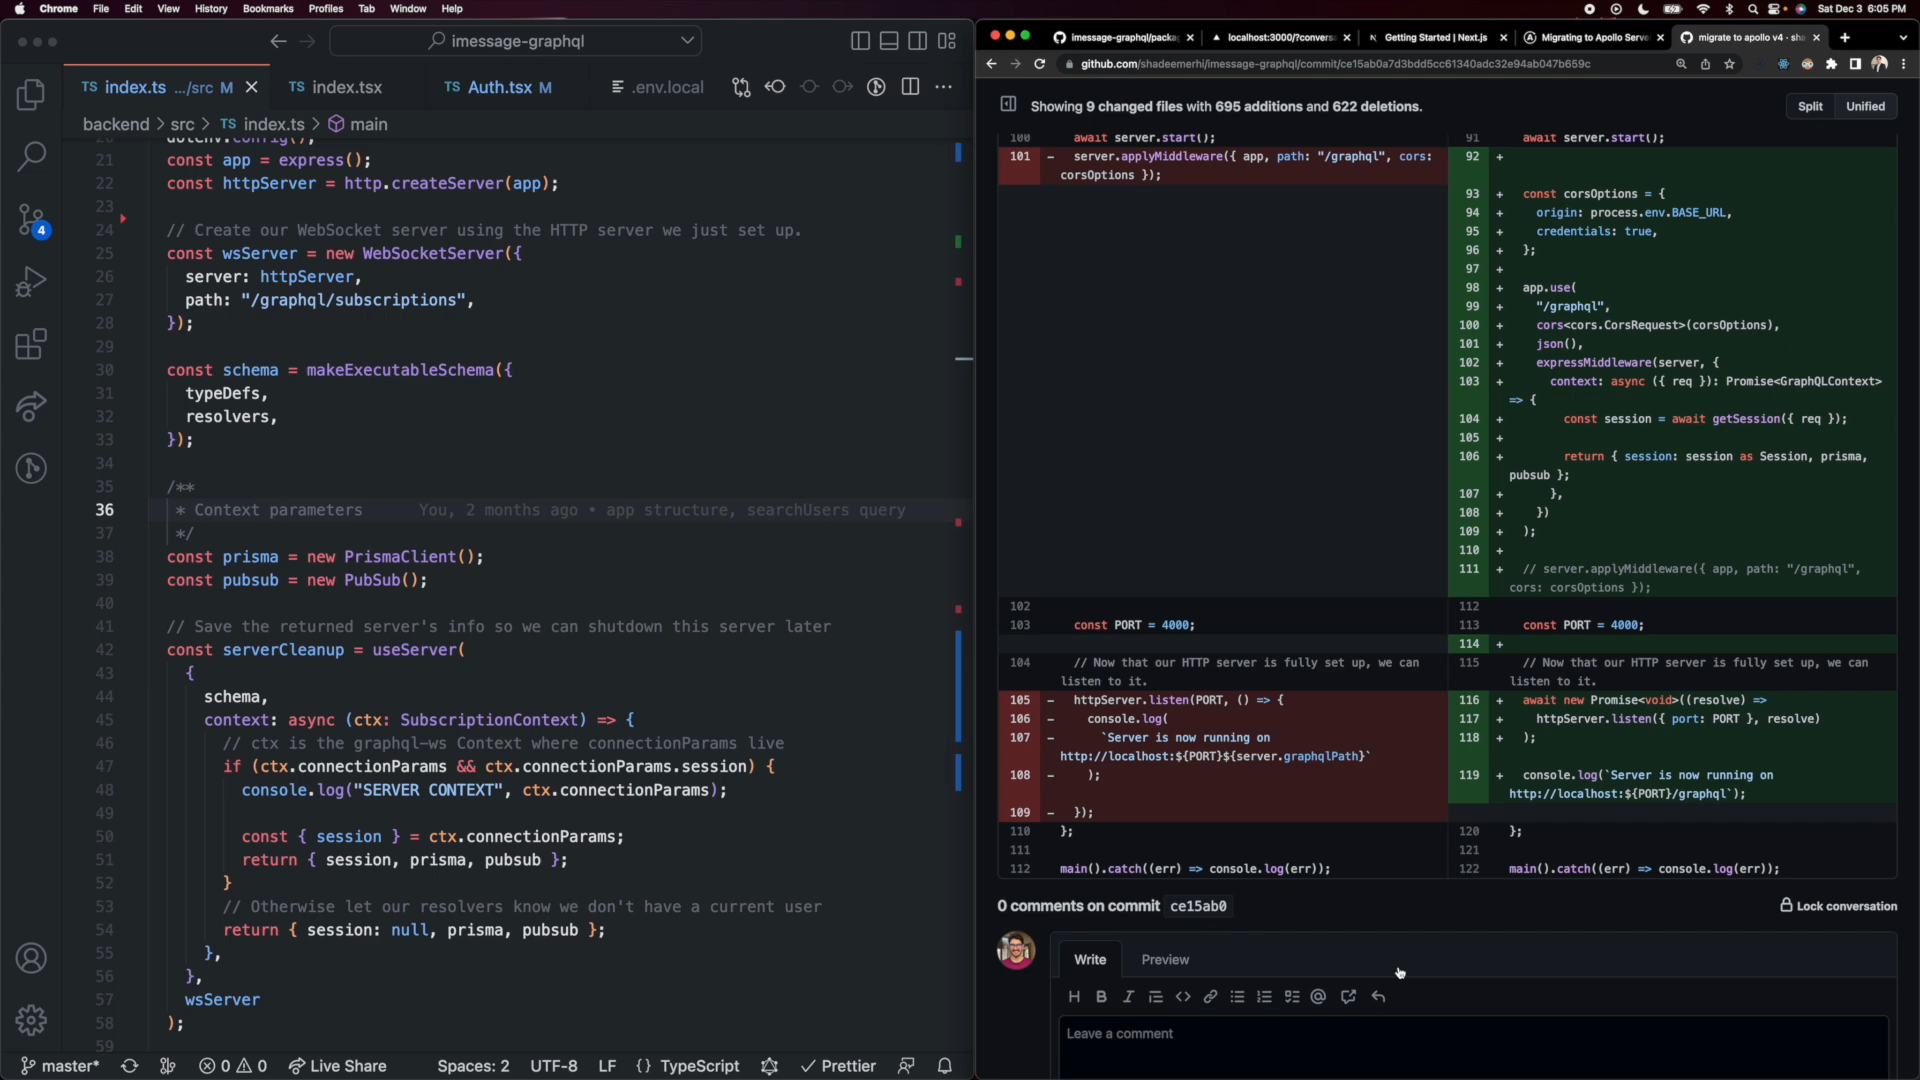 Chrome File Edit View History Bookmarks Profiles Tab Window Help
Sat Dec 3 6:05 PM
imessage-graphql
TS index.ts .../src M
TS index.tsx
TS Auth.tsx M
.env.local
backend > src > TS index.ts > main
21 const app = express();
22 const httpServer = http.createServer(app);
23
24 // Create our WebSocket server using the HTTP server we just set up.
25 const wsServer = new WebSocketServer({
26 server: httpServer,
27 path: "/graphql/subscriptions",
28 });
29
30 const schema = makeExecutableSchema({
31 typeDefs,
32 resolvers,
33 });
34
35 /**
36 * Context parameters You, 2 months ago • app structure, searchUsers query
37 */
38 const prisma = new PrismaClient();
39 const pubsub = new PubSub();
40
41 // Save the returned server's info so we can shutdown this server later
42 const serverCleanup = useServer(
43 {
44 schema,
45 context: async (ctx: SubscriptionContext) => {
46 // ctx is the graphql-ws Context where connectionParams live
47 if (ctx.connectionParams && ctx.connectionParams.session) {
48 console.log("SERVER CONTEXT", ctx.connectionParams);
49
50 const { session } = ctx.connectionParams;
51 return { session, prisma, pubsub };
52 }
53 // Otherwise let our resolvers know we don't have a current user
54 return { session: null, prisma, pubsub };
55 },
56 },
57 wsServer
58 );
59
4
master* 0 0 Live Share Spaces: 2 UTF-8 LF {} TypeScript Prettier
imessage-graphql/packa
localhost:3000/?convers
Getting Started | Next.js
Migrating to Apollo Serve
migrate to apollo v4 · sha
github.com/shadeemerhi/imessage-graphql/commit/ce15ab0a7d3bdd5cc61340adc32e94ab047b659c
Showing 9 changed files with 695 additions and 622 deletions.
Split Unified
100 await server.start();
101 - server.applyMiddleware({ app, path: "/graphql", cors:
corsOptions });
102
103 const PORT = 4000;
104 // Now that our HTTP server is fully set up, we can
listen to it.
105 - httpServer.listen(PORT, () => {
106 - console.log(
107 - `Server is now running on
http://localhost:${PORT}${server.graphqlPath}`
108 - );
109 - });
110 };
111
112 main().catch((err) => console.log(err));
91 await server.start();
92 +
93 + const corsOptions = {
94 + origin: process.env.BASE_URL,
95 + credentials: true,
96 + };
97 +
98 + app.use(
99 + "/graphql",
100 + cors<cors.CorsRequest>(corsOptions),
101 + json(),
102 + expressMiddleware(server, {
103 + context: async ({ req }): Promise<GraphQLContext>
=> {
104 + const session = await getSession({ req });
105 +
106 + return { session: session as Session, prisma,
pubsub };
107 + },
108 + })
109 + );
110 +
111 + // server.applyMiddleware({ app, path: "/graphql",
cors: corsOptions });
112
113 const PORT = 4000;
114 +
115 // Now that our HTTP server is fully set up, we can
listen to it.
116 + await new Promise<void>((resolve) =>
117 + httpServer.listen({ port: PORT }, resolve)
118 + );
119 + console.log(`Server is now running on
http://localhost:${PORT}/graphql`);
120 };
121
122 main().catch((err) => console.log(err));
0 comments on commit ce15ab0
Lock conversation
Write Preview
Leave a comment